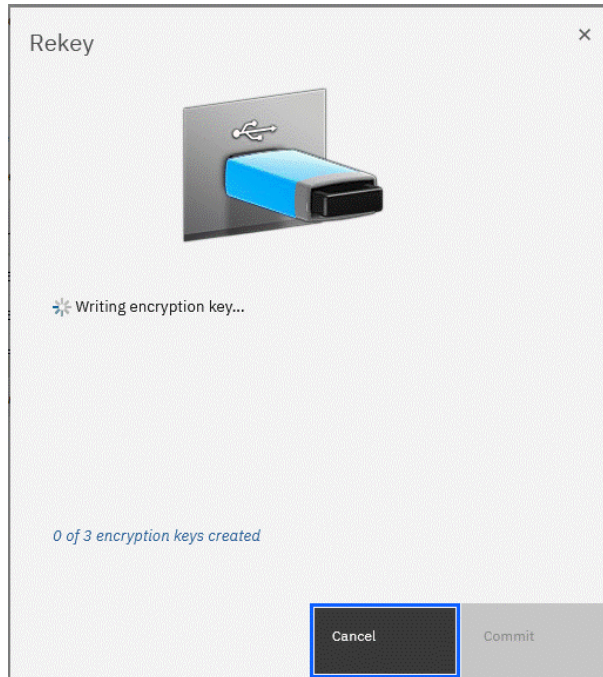 Rekey
Writing encryption key...
0 of 3 encryption keys created
Cancel
Commit